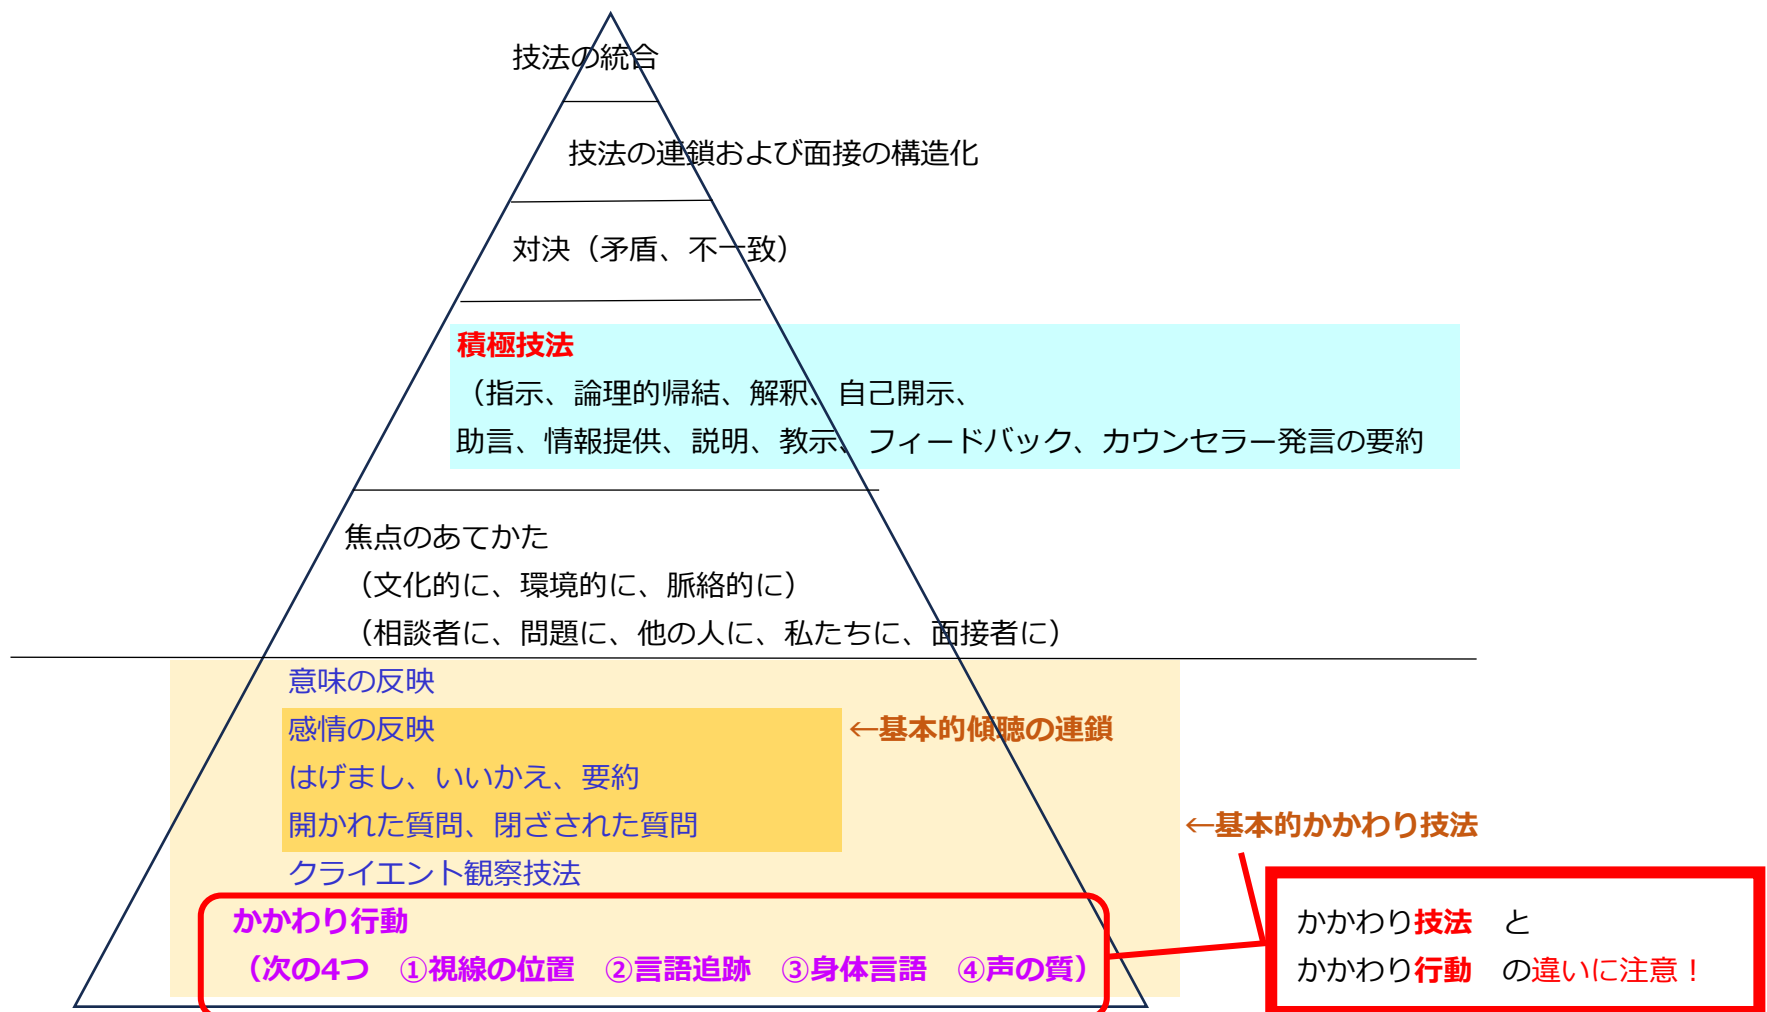 技法の統合
技法の連鎖および面接の構造化
対決（矛盾、不一致）
積極技法
（指示、論理的帰結、解釈、自己開示、
助言、情報提供、説明、教示、フィードバック、カウンセラー発言の要約
焦点のあてかた
（文化的に、環境的に、脈絡的に）
（相談者に、問題に、他の人に、私たちに、面接者に）
意味の反映
感情の反映
←基本的傾聴の連鎖
はげまし、いいかえ、要約
開かれた質問、閉ざされた質問
←基本的かかわり技法
クライエント観察技法
かかわり行動
（次の4つ　①視線の位置　②言語追跡　③身体言語　④声の質）
かかわり技法　と
かかわり行動　の違いに注意！